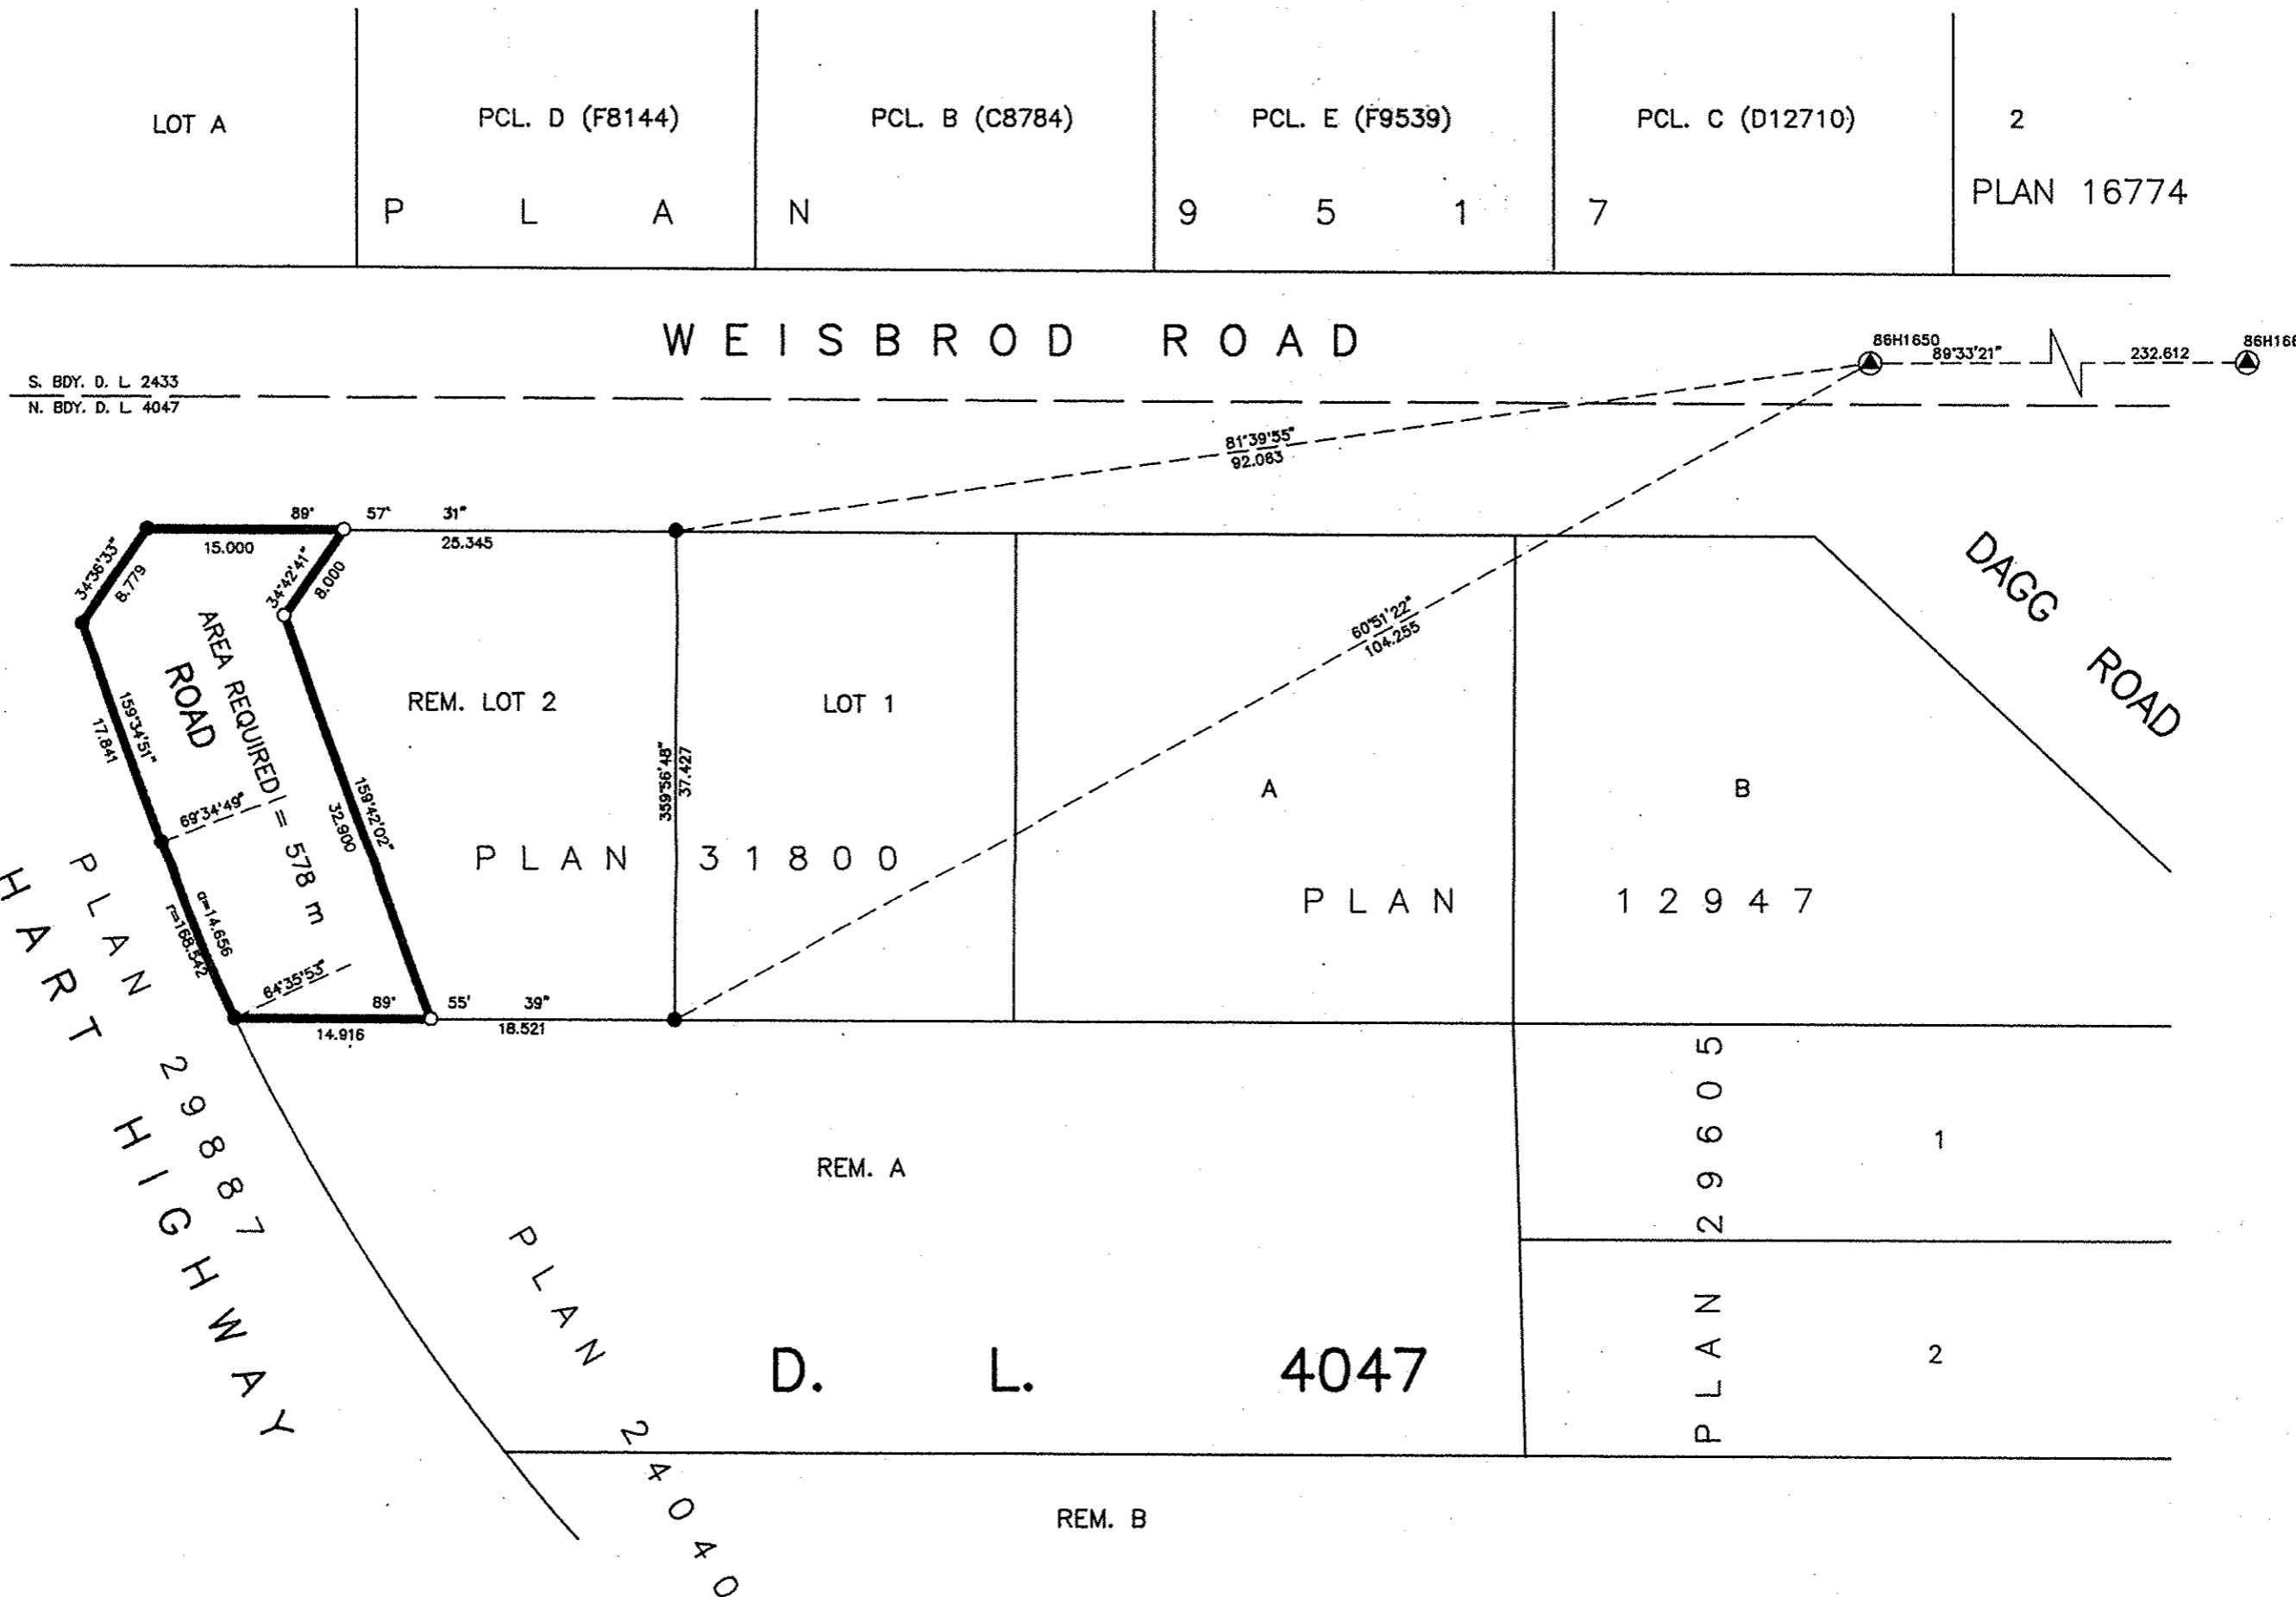 LOT A
PCL. D (F8144)
PCL. B (C8784)
PCL. E (F9539)
PCL. C (D12710)
2
PLAN 9517
PLAN 16774
WEISBROD ROAD
86H1650
89°33'21"
232.612
86H166
S. BDY. D. L. 2433
N. BDY. D. L. 4047
81°39'55"
92.083
89° 57' 31"
15.000
25.345
34°36'33"
8.779
34°42'41"
8.000
DAGG ROAD
60°51'22"
104.255
AREA REQUIRED = 578 m
ROAD
REM. LOT 2
LOT 1
159°34'51"
17.841
359°56'48"
37.427
A
B
69°34'49"
159°42'02"
32.900
PLAN 31800
PLAN 12947
a=14.656
r=168.542
64°35'53"
89° 55' 39"
14.916
18.521
PLAN 29887
HART HIGHWAY
PLAN 29605
1
REM. A
PLAN 24040
D. L. 4047
2
REM. B